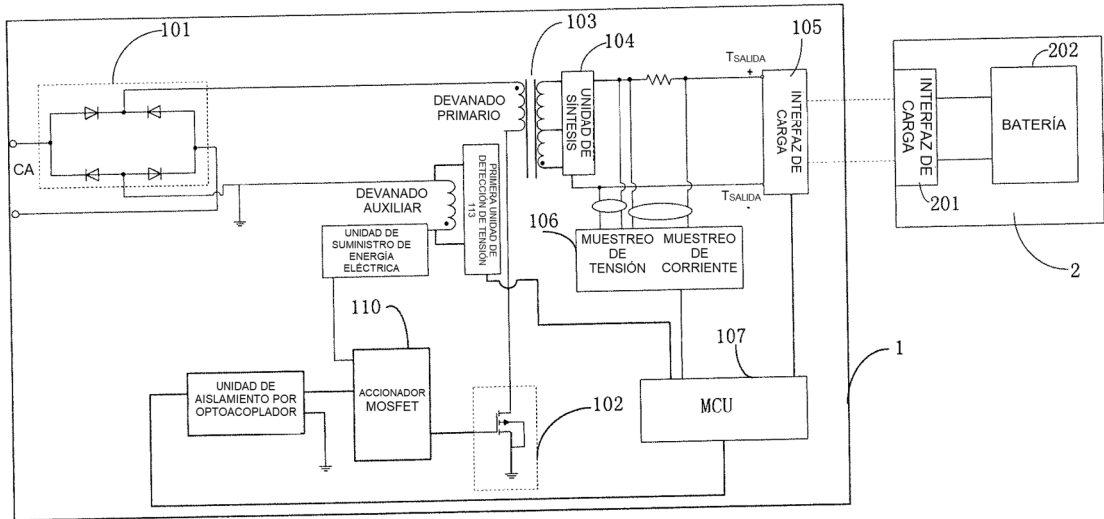 101
CA
103
104
105
DEVANADO
PRIMARIO
UNIDAD DE
SÍNTESIS
TSALIDA
+
INTERFAZ DE
CARGA
INTERFAZ DE
CARGA
201
202
BATERÍA
2
DEVANADO
AUXILIAR
PRIMERA UNIDAD DE
DETECCIÓN DE TENSIÓN
113
TSALIDA
-
106
MUESTREO
DE
TENSIÓN
MUESTREO
DE
CORRIENTE
UNIDAD DE
SUMINISTRO DE
ENERGÍA
ELÉCTRICA
110
ACCIONADOR
MOSFET
UNIDAD DE
AISLAMIENTO POR
OPTOACOPLADOR
102
107
MCU
1